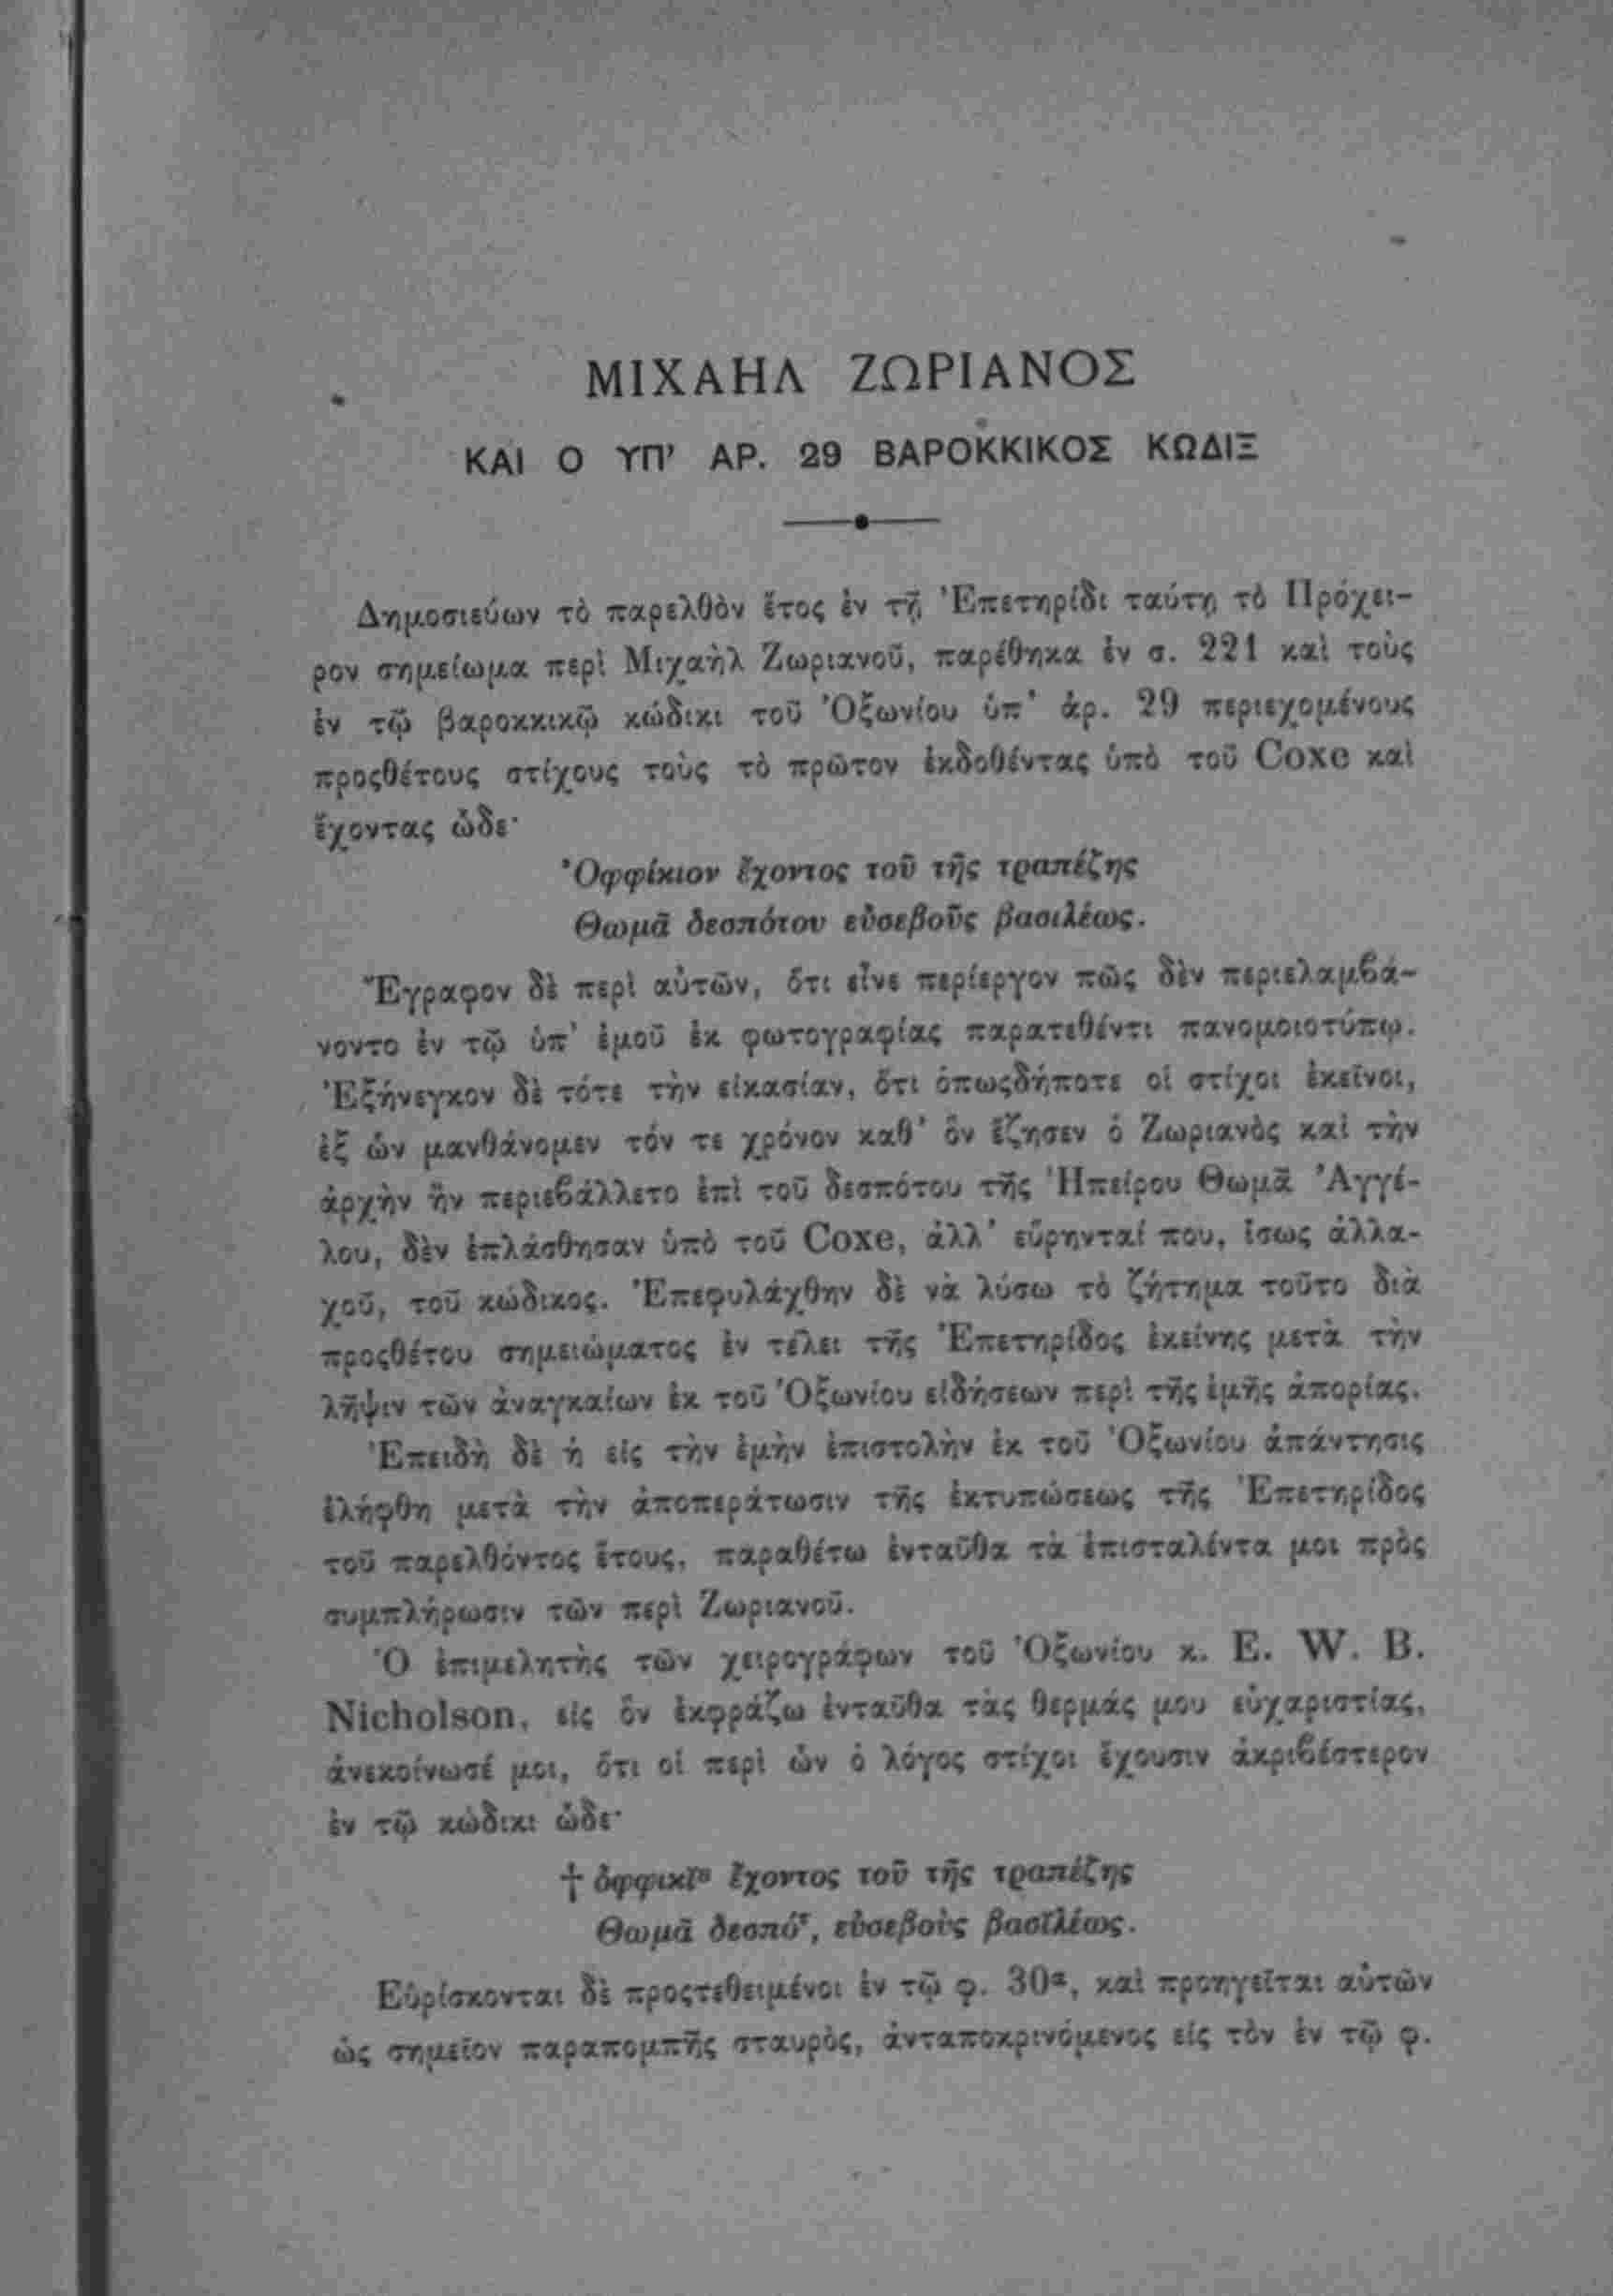 ΜΙΧΑΗΛ ΖΩΡΙΑΝΟΣ
ΚΑΙ Ο ΥΠ' ΑΡ. 29 ΒΑΡΟΚΚΙΚΟΣ ΚΩΔΙΞ
Δημοσιεύων τὸ παρελθὸν ἔτος ἐν τῇ Ἐπετηρίδι ταύτῃ τὸ Πρόχει-
ρον σημείωμα περὶ Μιχαὴλ Ζωριανοῦ, παρέθηκα ἐν σ. 221 καὶ τοὺς
ἐν τῷ βαροκκικῷ κώδικι τοῦ Ὀξωνίου ὑπ' ἀρ. 29 περιεχομένους
προςθέτους στίχους τοὺς τὸ πρῶτον ἐκδοθέντας ὑπὸ τοῦ Coxe καὶ
ἔχοντας ὧδε·
Ὀφφίκιον ἔχοντος τοῦ τῆς τραπέζης
Θωμᾶ δεσπότου εὐσεβοῦς βασιλέως.
Ἔγραφον δὲ περὶ αὐτῶν, ὅτι εἶνε περίεργον πῶς δὲν περιελαμβά-
νοντο ἐν τῷ ὑπ' ἐμοῦ ἐκ φωτογραφίας παρατεθέντι πανομοιοτύπῳ.
Ἐξήνεγκον δὲ τότε τὴν εἰκασίαν, ὅτι ὁπωςδήποτε οἱ στίχοι ἐκεῖνοι,
ἐξ ὧν μανθάνομεν τόν τε χρόνον καθ' ὃν ἔζησεν ὁ Ζωριανὸς καὶ τὴν
ἀρχὴν ἣν περιεβάλλετο ἐπὶ τοῦ δεσπότου τῆς Ἠπείρου Θωμᾶ Ἀγγέ-
λου, δὲν ἐπλάσθησαν ὑπὸ τοῦ Coxe, ἀλλ' εὕρηνταί που, ἴσως ἀλλα-
χοῦ, τοῦ κώδικος. Ἐπεφυλάχθην δὲ νὰ λύσω τὸ ζήτημα τοῦτο διὰ
προςθέτου σημειώματος ἐν τέλει τῆς Ἐπετηρίδος ἐκείνης μετὰ τὴν
λῆψιν τῶν ἀναγκαίων ἐκ τοῦ Ὀξωνίου εἰδήσεων περὶ τῆς ἐμῆς ἀπορίας.
Ἐπειδὴ δὲ ἡ εἰς τὴν ἐμὴν ἐπιστολὴν ἐκ τοῦ Ὀξωνίου ἀπάντησις
ἐλήφθη μετὰ τὴν ἀποπεράτωσιν τῆς ἐκτυπώσεως τῆς Ἐπετηρίδος
τοῦ παρελθόντος ἔτους, παραθέτω ἐνταῦθα τὰ ἐπισταλέντα μοι πρὸς
συμπλήρωσιν τῶν περὶ Ζωριανοῦ.
Ὁ ἐπιμελητὴς τῶν χειρογράφων τοῦ Ὀξωνίου κ. E. W. B.
Nicholson, εἰς ὃν ἐκφράζω ἐνταῦθα τὰς θερμάς μου εὐχαριστίας,
ἀνεκοίνωσέ μοι, ὅτι οἱ περὶ ὧν ὁ λόγος στίχοι ἔχουσιν ἀκριβέστερον
ἐν τῷ κώδικι ὧδε·
† ἔχοντος τοῦ τῆς τραπέζης
Θωμᾶ δεσπόᵗ, εὐσεβοὺς βασϊλέως.
Εὑρίσκονται δὲ προςτεθειμένοι ἐν τῷ φ. 30ᵃ, καὶ προηγεῖται αὐτῶν
ὡς σημεῖον παραπομπῆς σταυρὸς, ἀνταποκρινόμενος εἰς τὸν ἐν τῷ φ.